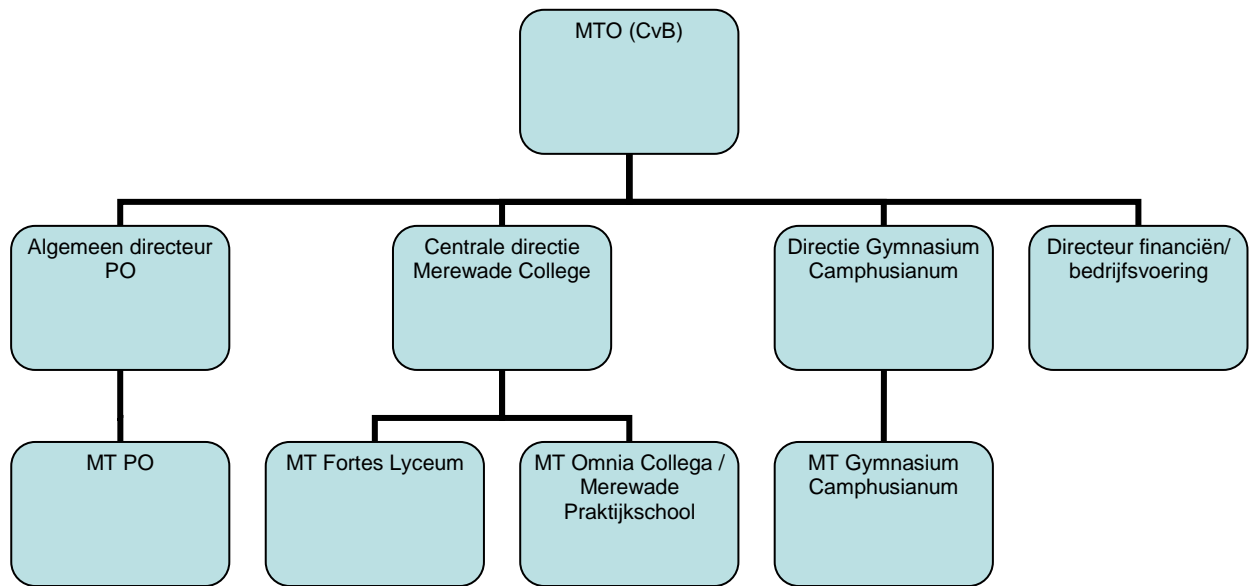 MTO (CvB)
Algemeen directeur
PO
Centrale directie
Merewade College
Directie Gymnasium
Camphusianum
Directeur financiën/
bedrijfsvoering
MT PO
MT Fortes Lyceum
MT Omnia Collega /
Merewade
Praktijkschool
MT Gymnasium
Camphusianum